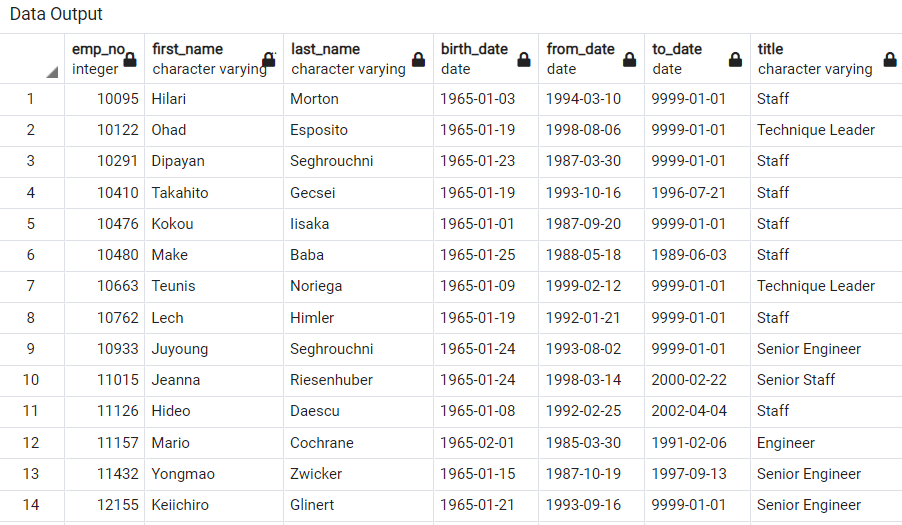 Data Output
emp_no first_name last_name birth_date from_date to_date title
integer character varying character varying date date date character varying
1 10095 Hilari Morton 1965-01-03 1994-03-10 9999-01-01 Staff
2 10122 Ohad Esposito 1965-01-19 1998-08-06 9999-01-01 Technique Leader
3 10291 Dipayan Seghrouchni 1965-01-23 1987-03-30 9999-01-01 Staff
4 10410 Takahito Gecsei 1965-01-19 1993-10-16 1996-07-21 Staff
5 10476 Kokou Iisaka 1965-01-01 1987-09-20 9999-01-01 Staff
6 10480 Make Baba 1965-01-25 1988-05-18 1989-06-03 Staff
7 10663 Teunis Noriega 1965-01-09 1999-02-12 9999-01-01 Technique Leader
8 10762 Lech Himler 1965-01-19 1992-01-21 9999-01-01 Staff
9 10933 Juyoung Seghrouchni 1965-01-24 1993-08-02 9999-01-01 Senior Engineer
10 11015 Jeanna Riesenhuber 1965-01-24 1998-03-14 2000-02-22 Senior Staff
11 11126 Hideo Daescu 1965-01-08 1992-02-25 2002-04-04 Staff
12 11157 Mario Cochrane 1965-02-01 1985-03-30 1991-02-06 Engineer
13 11432 Yongmao Zwicker 1965-01-15 1987-10-19 1997-09-13 Senior Engineer
14 12155 Keiichiro Glinert 1965-01-21 1993-09-16 9999-01-01 Senior Engineer